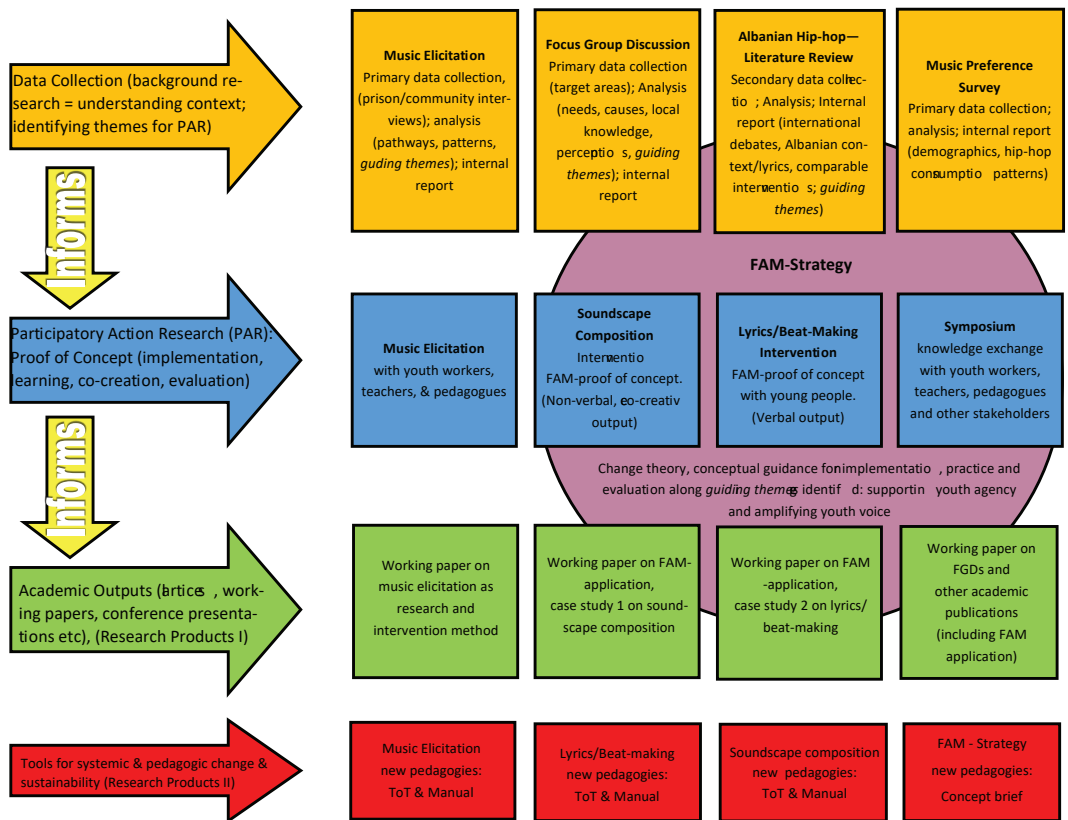 Data Collection (background re-
search = understanding context;
identifying themes for PAR)
Music Elicitation
Primary data collection,
(prison/community inter-
views); analysis
(pathways, patterns,
guding themes); internal
report
Focus Group Discussion
Primary data collection
(target areas); Analysis
(needs, causes, local
knowledge,
perceptio s, guiding
themes); internal
report
Albanian Hip-hop—
Literature Review
Secondary data collec-
tio ; Analysis; Internal
report (international
debates, Albanian con-
text/lyrics, comparable
interventio s; guiding
themes)
Music Preference
Survey
Primary data collection;
analysis; internal report
(demographics, hip-hop
consumptio patterns)
Informs
FAM-Strategy
Participatory Action Research (PAR):
Proof of Concept (implementation,
learning, co-creation, evaluation)
Music Elicitation
with youth workers,
teachers, & pedagogues
Soundscape
Composition
Interventio
FAM-proof of concept.
(Non-verbal, co-creativ
output)
Lyrics/Beat-Making
Intervention
FAM-proof of concept
with young people.
(Verbal output)
Symposium
knowledge exchange
with youth workers,
teachers, pedagogues
and other stakeholders
Informs
Change theory, conceptual guidance for implementatio , practice and
evaluation along guiding themes identif d: supportin youth agency
and amplifying youth voice
Academic Outputs (artices , work-
ing papers, conference presenta-
tions etc), (Research Products I)
Working paper on
music elicitation as
research and
intervention method
Working paper on FAM-
application,
case study 1 on sound-
scape composition
Working paper on FAM
-application,
case study 2 on lyrics/
beat-making
Working paper on
FGDs and
other academic
publications
(including FAM
application)
Tools for systemic & pedagogic change &
sustainability (Research Products II)
Music Elicitation
new pedagogies:
ToT & Manual
Lyrics/Beat-making
new pedagogies:
ToT & Manual
Soundscape composition
new pedagogies:
ToT & Manual
FAM - Strategy
new pedagogies:
Concept brief